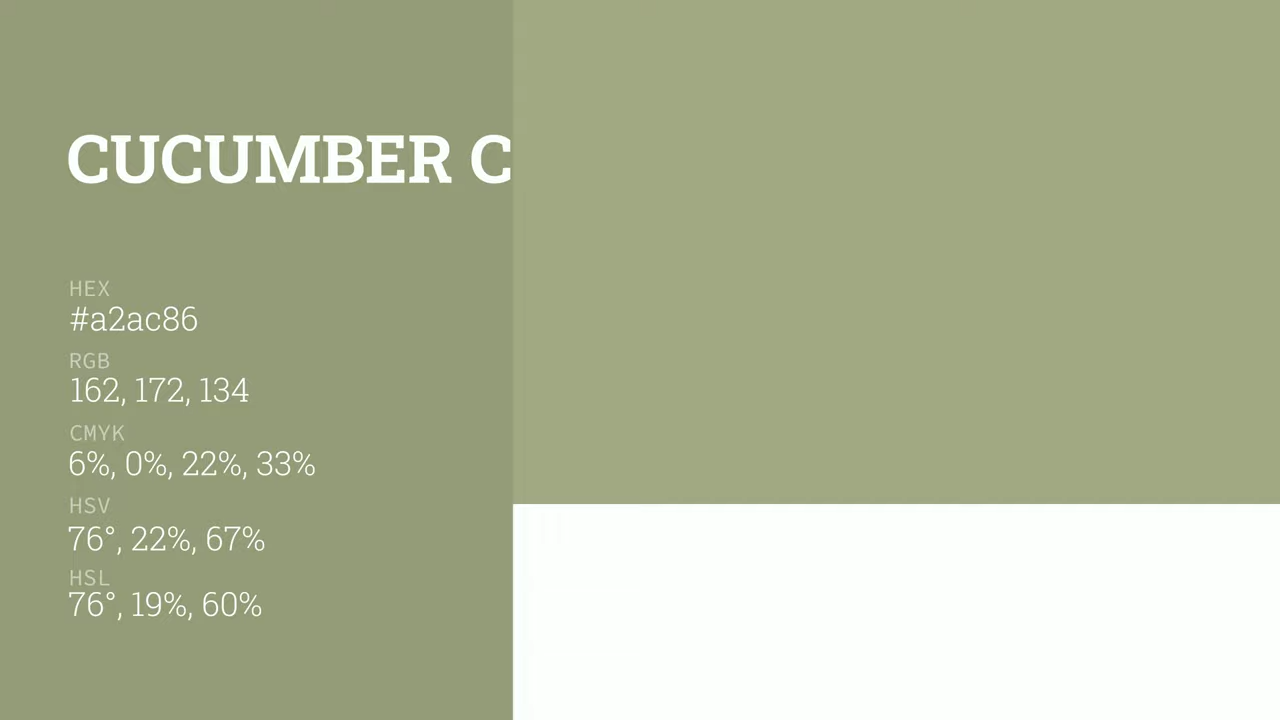 CUCUMBER C
HEX
#a2ac86
RGB
162, 172, 134
CMYK
6%, 0%, 22%, 33%
HSV
76°, 22%, 67%
HSL
76°, 19%, 60%